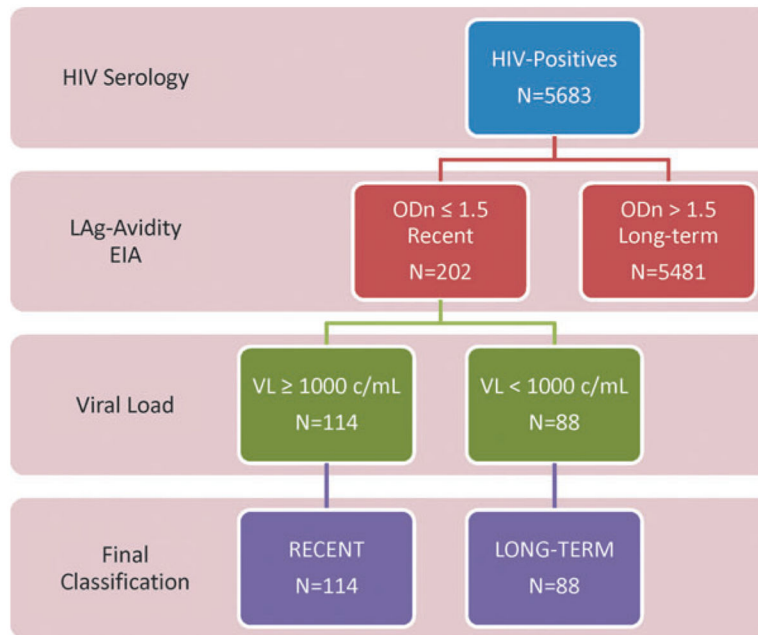 HIV Serology
HIV-Positives
N=5683
LAg-Avidity
EIA
ODn ≤ 1.5
Recent
N=202
ODn > 1.5
Long-term
N=5481
Viral Load
VL ≥ 1000 c/mL
N=114
VL < 1000 c/mL
N=88
Final
Classification
RECENT
N=114
LONG-TERM
N=88